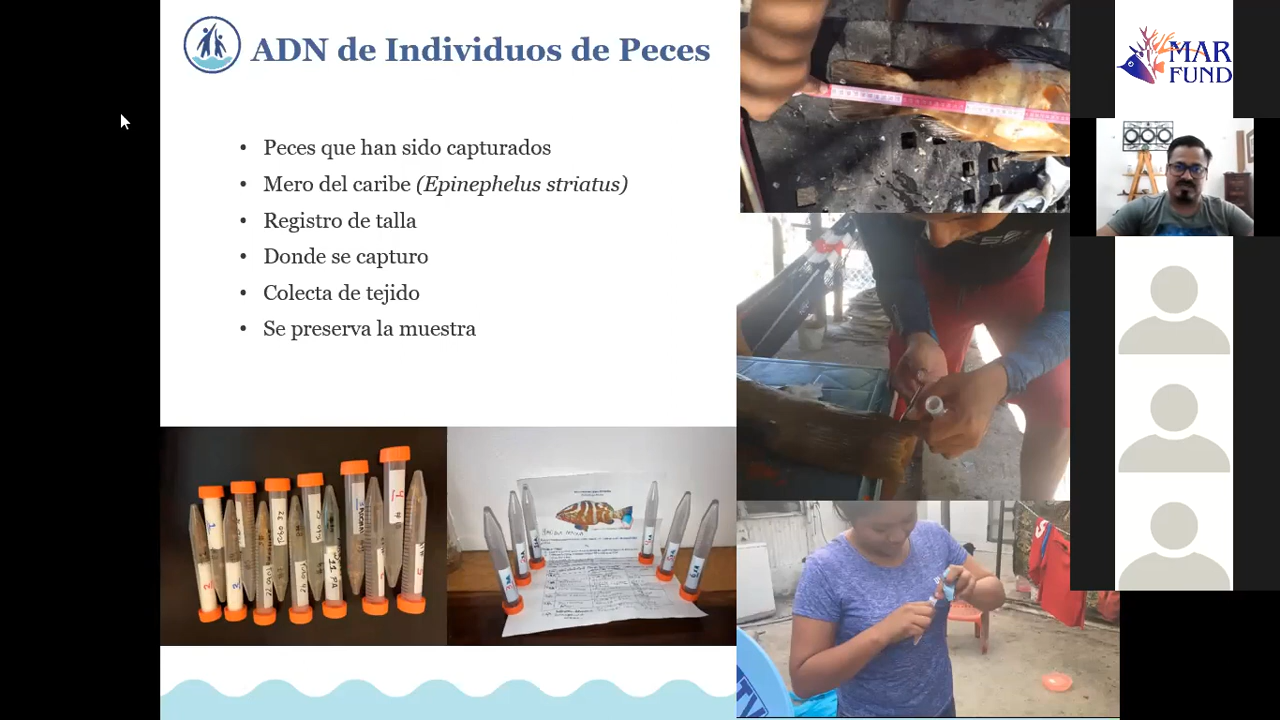 ADN de Individuos de Peces
• Peces que han sido capturados
• Mero del caribe (Epinephelus striatus)
• Registro de talla
• Donde se capturo
• Colecta de tejido
• Se preserva la muestra
MAR
FUND